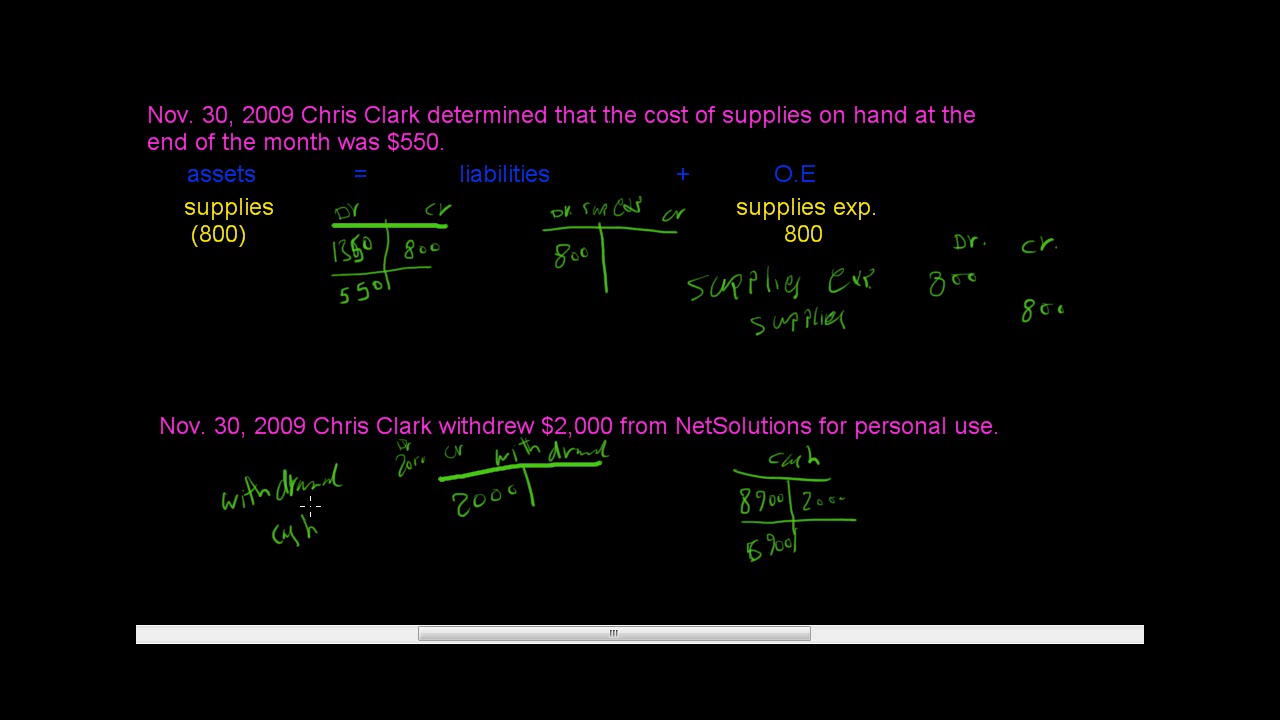 Nov. 30, 2009 Chris Clark determined that the cost of supplies on hand at the
end of the month was $550.
assets = liabilities + O.E
supplies Dr Cr Dr. Sup exp cr supplies exp.
(800) 1350 800 800 800
550
Dr. Cr.
supplies exp. 800
supplies 800
Nov. 30, 2009 Chris Clark withdrew $2,000 from NetSolutions for personal use.
Dr cr withdrawal cash
withdrawal 2000 2000 8900 2000
cash 5900